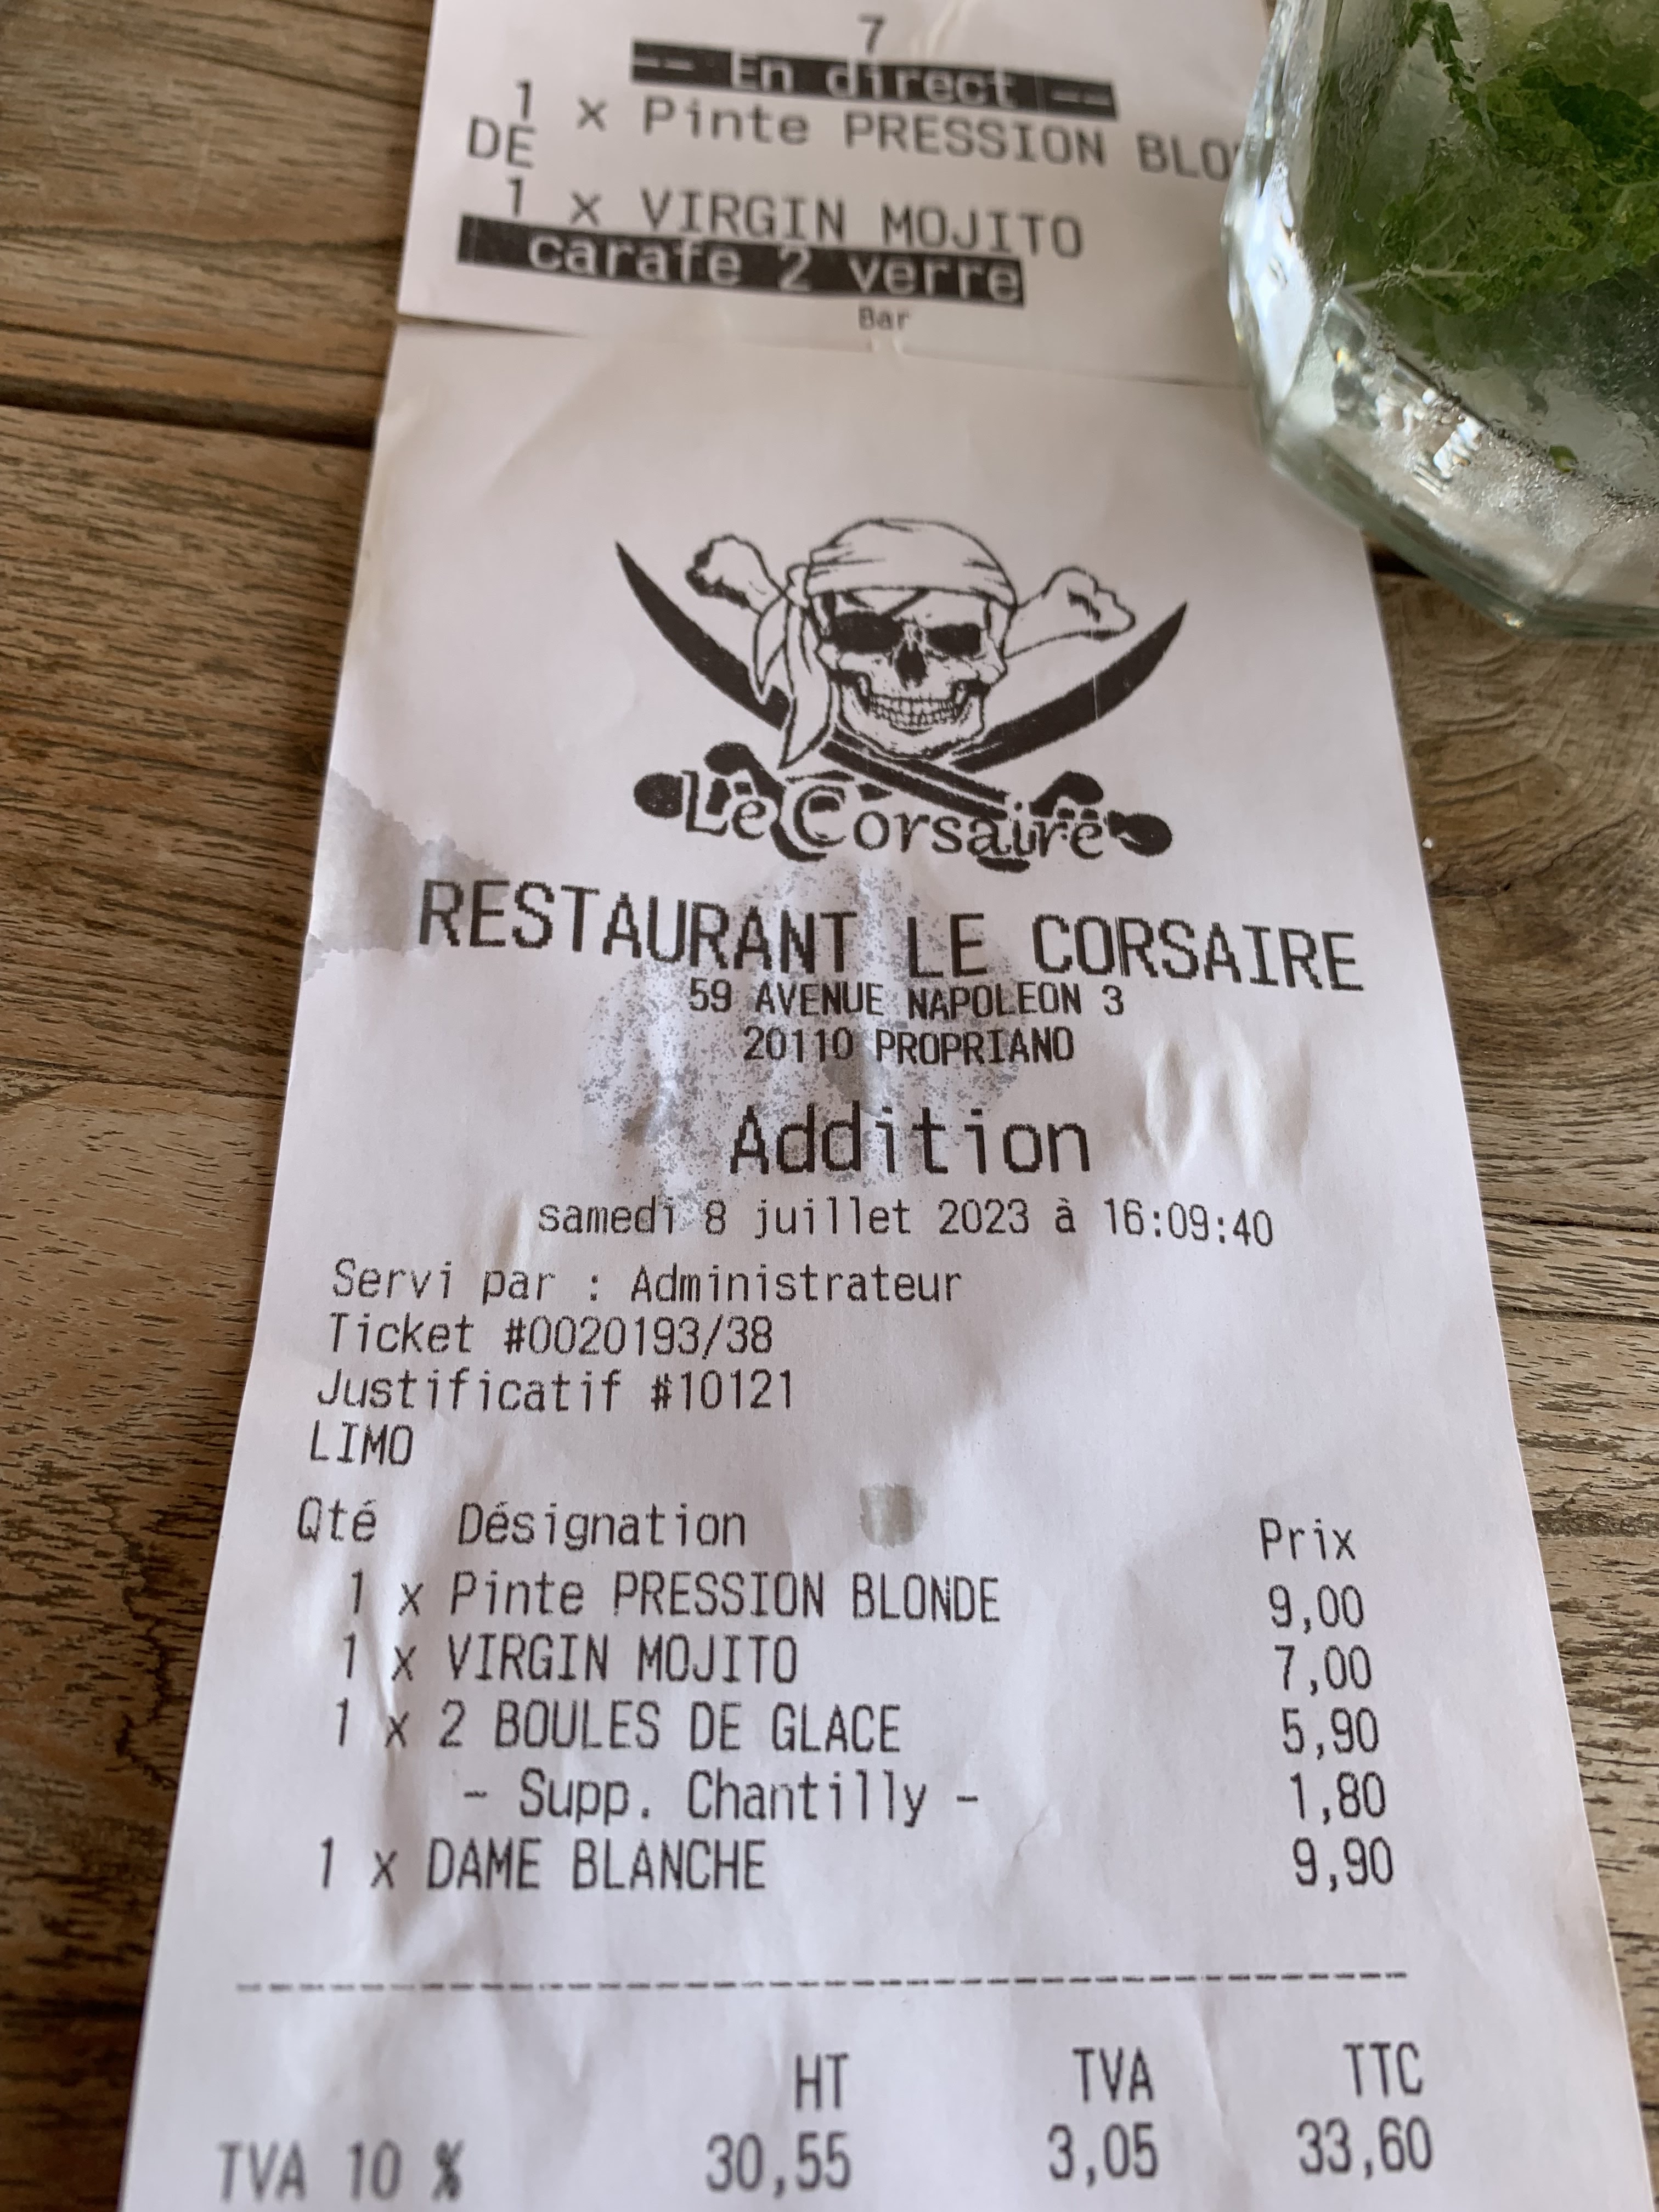 7
-- En direct --
1 x Pinte PRESSION BLO
DE
1 x VIRGIN MOJITO
carafe 2 verre
Bar
Le Corsaire
RESTAURANT LE CORSAIRE
59 AVENUE NAPOLEON 3
20110 PROPRIANO
Addition
samedi 8 juillet 2023 à 16:09:40
Servi par : Administrateur
Ticket #0020193/38
Justificatif #10121
LIMO
Qté Désignation Prix
1 x Pinte PRESSION BLONDE 9,00
1 x VIRGIN MOJITO 7,00
1 x 2 BOULES DE GLACE 5,90
- Supp. Chantilly - 1,80
1 x DAME BLANCHE 9,90
HT TVA TTC
TVA 10 % 30,55 3,05 33,60